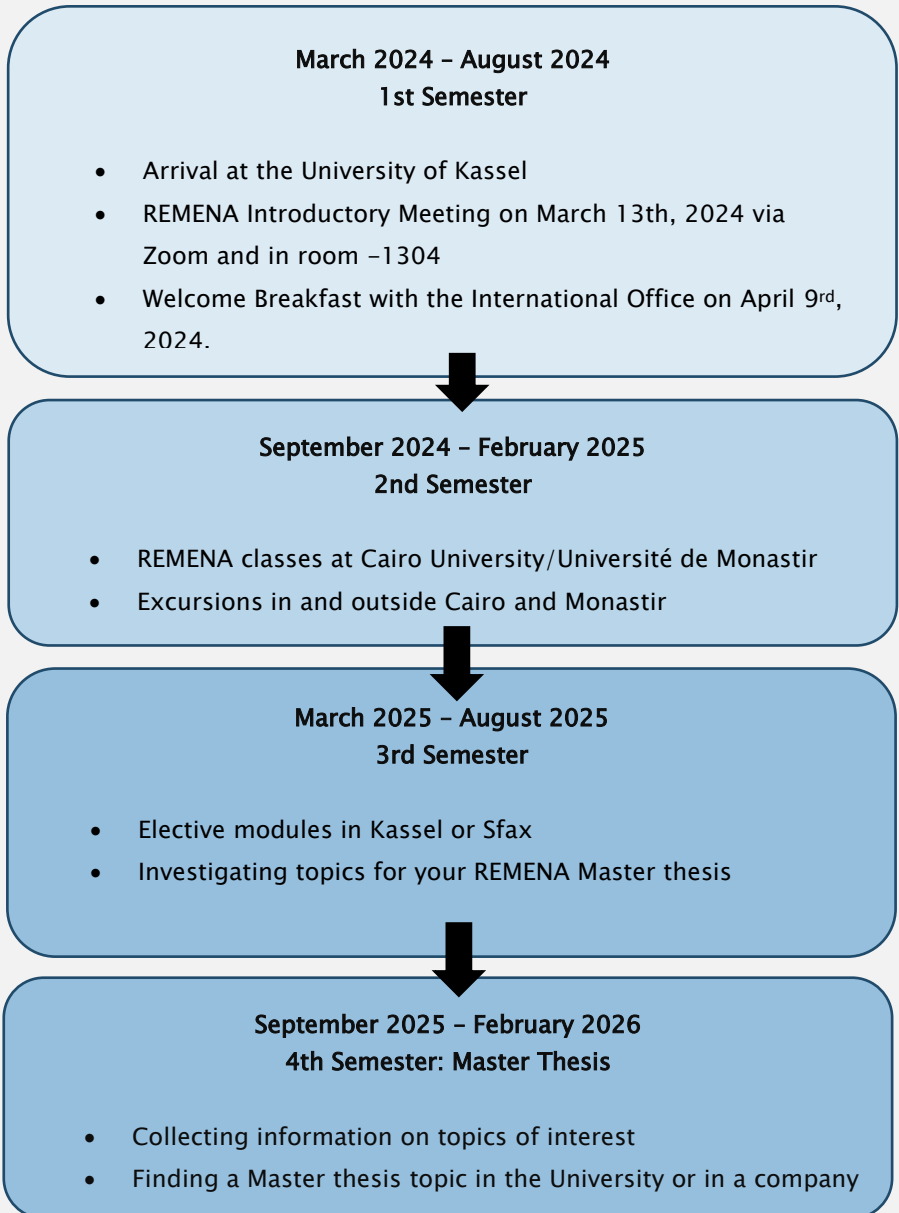 March 2024 – August 2024
1st Semester
• Arrival at the University of Kassel
• REMENA Introductory Meeting on March 13th, 2024 via
Zoom and in room -1304
• Welcome Breakfast with the International Office on April 9rd,
2024.
September 2024 – February 2025
2nd Semester
• REMENA classes at Cairo University/Université de Monastir
• Excursions in and outside Cairo and Monastir
March 2025 – August 2025
3rd Semester
• Elective modules in Kassel or Sfax
• Investigating topics for your REMENA Master thesis
September 2025 – February 2026
4th Semester: Master Thesis
• Collecting information on topics of interest
• Finding a Master thesis topic in the University or in a company